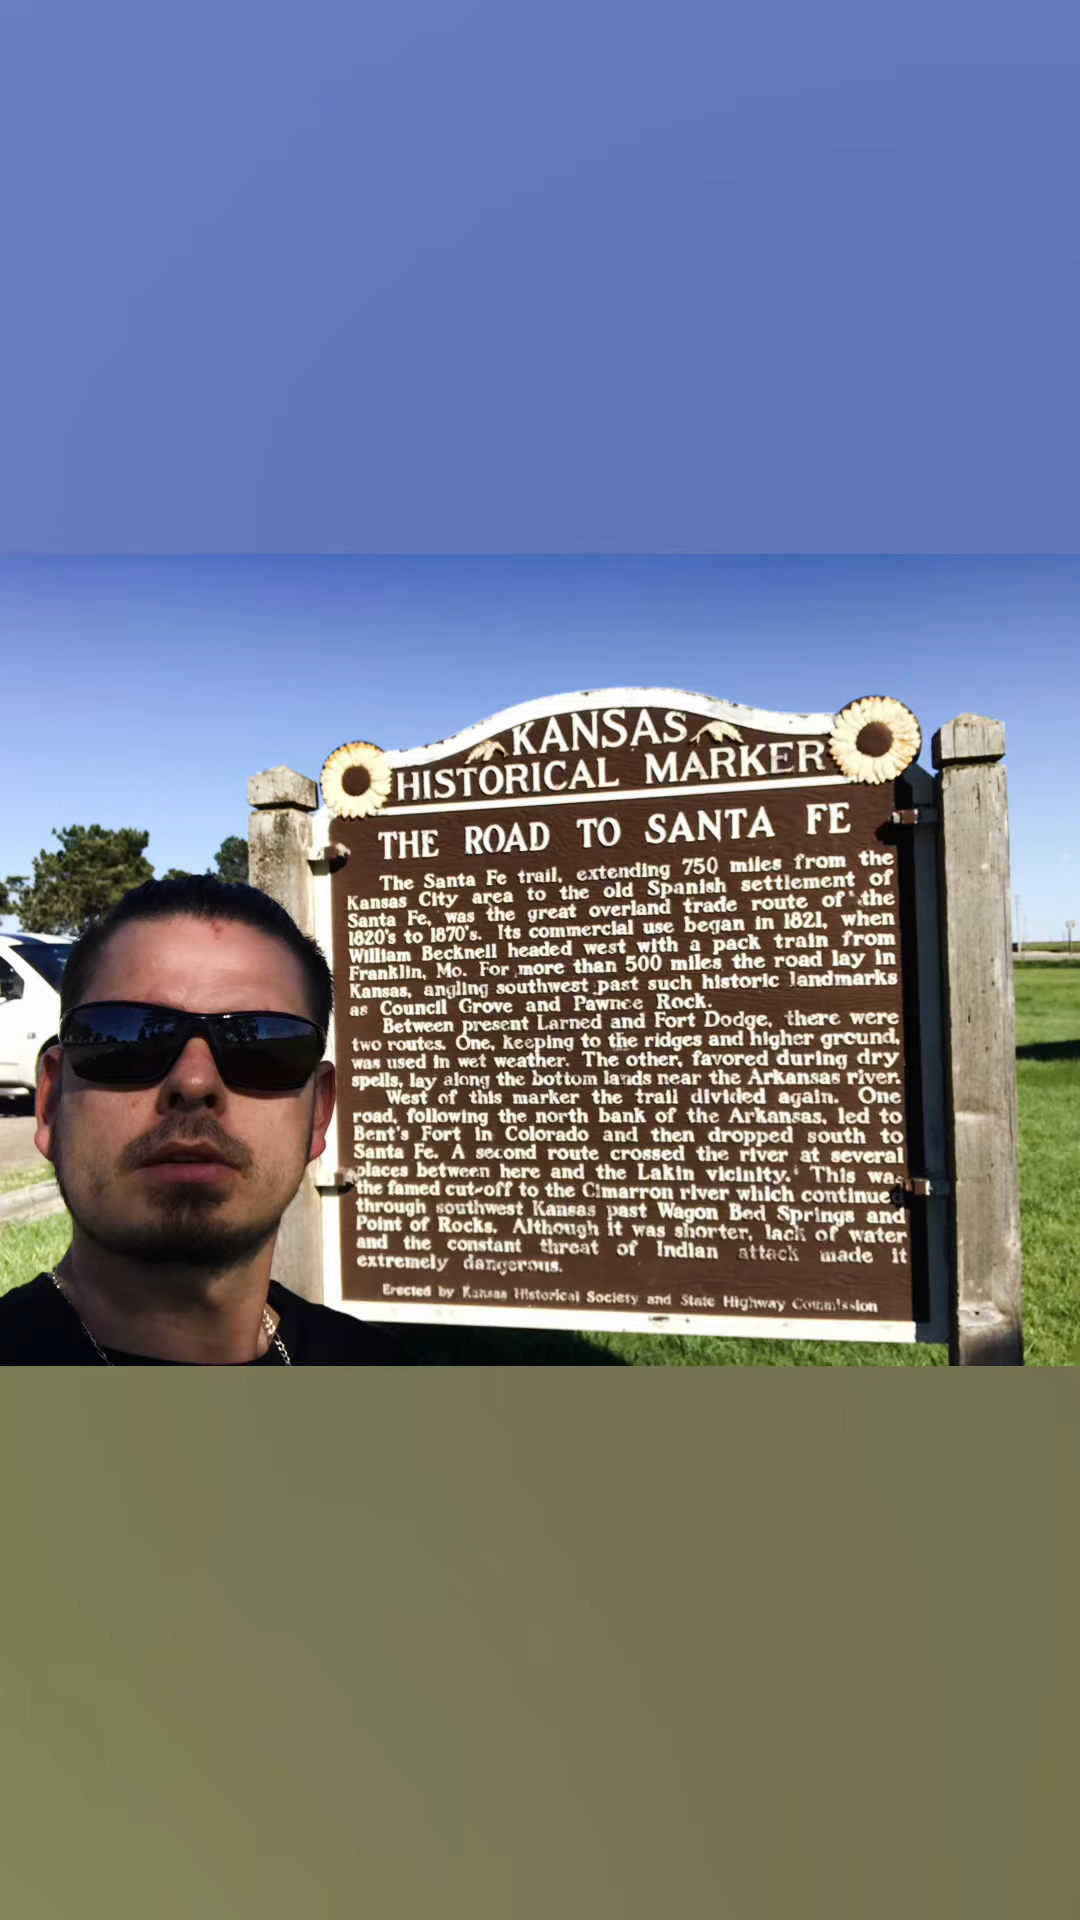 KANSAS
HISTORICAL MARKER
THE ROAD TO SANTA FE
The Santa Fe trail, extending 750 miles from the
Kansas City area to the old Spanish settlement of
Santa Fe, was the great overland trade route of the
1820's to 1870's. Its commercial use began in 1821, when
William Becknell headed west with a pack train from
Franklin, Mo. For more than 500 miles the road lay in
Kansas, angling southwest past such historic landmarks
as Council Grove and Pawnee Rock.
Between present Larned and Fort Dodge, there were
two routes. One, keeping to the ridges and higher ground,
was used in wet weather. The other, favored during dry
spells, lay along the bottom lands near the Arkansas river.
West of this marker the trail divided again. One
road, following the north bank of the Arkansas, led to
Bent's Fort in Colorado and then dropped south to
Santa Fe. A second route crossed the river at several
places between here and the Lakin vicinity. This was
the famed cut-off to the Cimarron river which continued
through southwest Kansas past Wagon Bed Springs and
Point of Rocks. Although it was shorter, lack of water
and the constant threat of Indian attack made it
extremely dangerous.
Erected by Kansas Historical Society and State Highway Commission